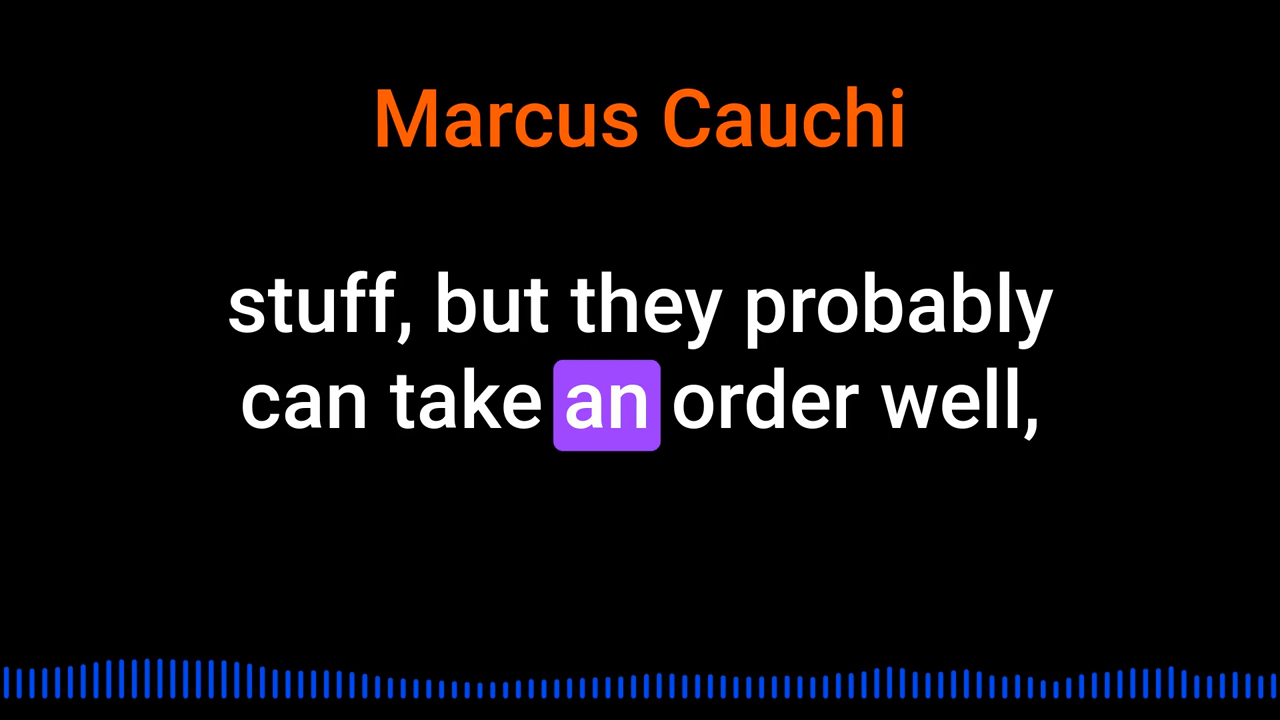 Marcus Cauchi
stuff, but they probably
can take an order well,